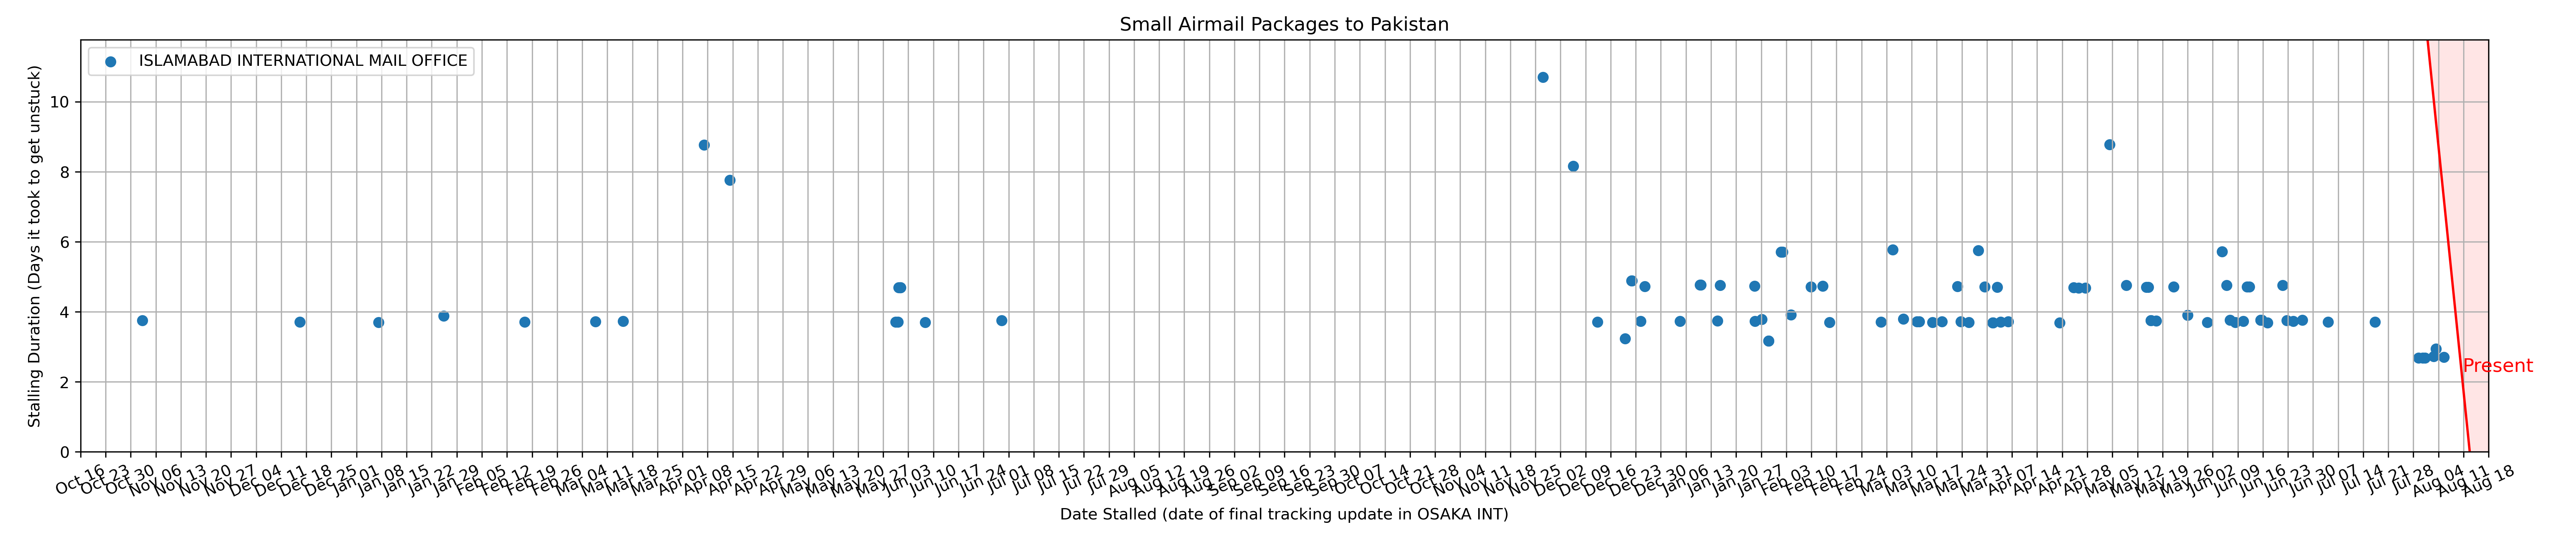 Small Airmail Packages to Pakistan
ISLAMABAD INTERNATIONAL MAIL OFFICE
Stalling Duration (Days it took to get unstuck)
10
8
6
4
2
0
Present
Oct 16
Oct 23
Oct 30
Nov 06
Nov 13
Nov 20
Nov 27
Dec 04
Dec 11
Dec 18
Dec 25
Jan 01
Jan 08
Jan 15
Jan 22
Jan 29
Feb 05
Feb 12
Feb 19
Feb 26
Mar 04
Mar 11
Mar 18
Mar 25
Apr 01
Apr 08
Apr 15
Apr 22
Apr 29
May 06
May 13
May 20
May 27
Jun 03
Jun 10
Jun 17
Jun 24
Jul 01
Jul 08
Jul 15
Jul 22
Jul 29
Aug 05
Aug 12
Aug 19
Aug 26
Sep 02
Sep 09
Sep 16
Sep 23
Sep 30
Oct 07
Oct 14
Oct 21
Oct 28
Nov 04
Nov 11
Nov 18
Nov 25
Dec 02
Dec 09
Dec 16
Dec 23
Dec 30
Jan 06
Jan 13
Jan 20
Jan 27
Feb 03
Feb 10
Feb 17
Feb 24
Mar 03
Mar 10
Mar 17
Mar 24
Mar 31
Apr 07
Apr 14
Apr 21
Apr 28
May 05
May 12
May 19
May 26
Jun 02
Jun 09
Jun 16
Jun 23
Jun 30
Jul 07
Jul 14
Jul 21
Jul 28
Aug 04
Aug 11
Aug 18
Date Stalled (date of final tracking update in OSAKA INT)